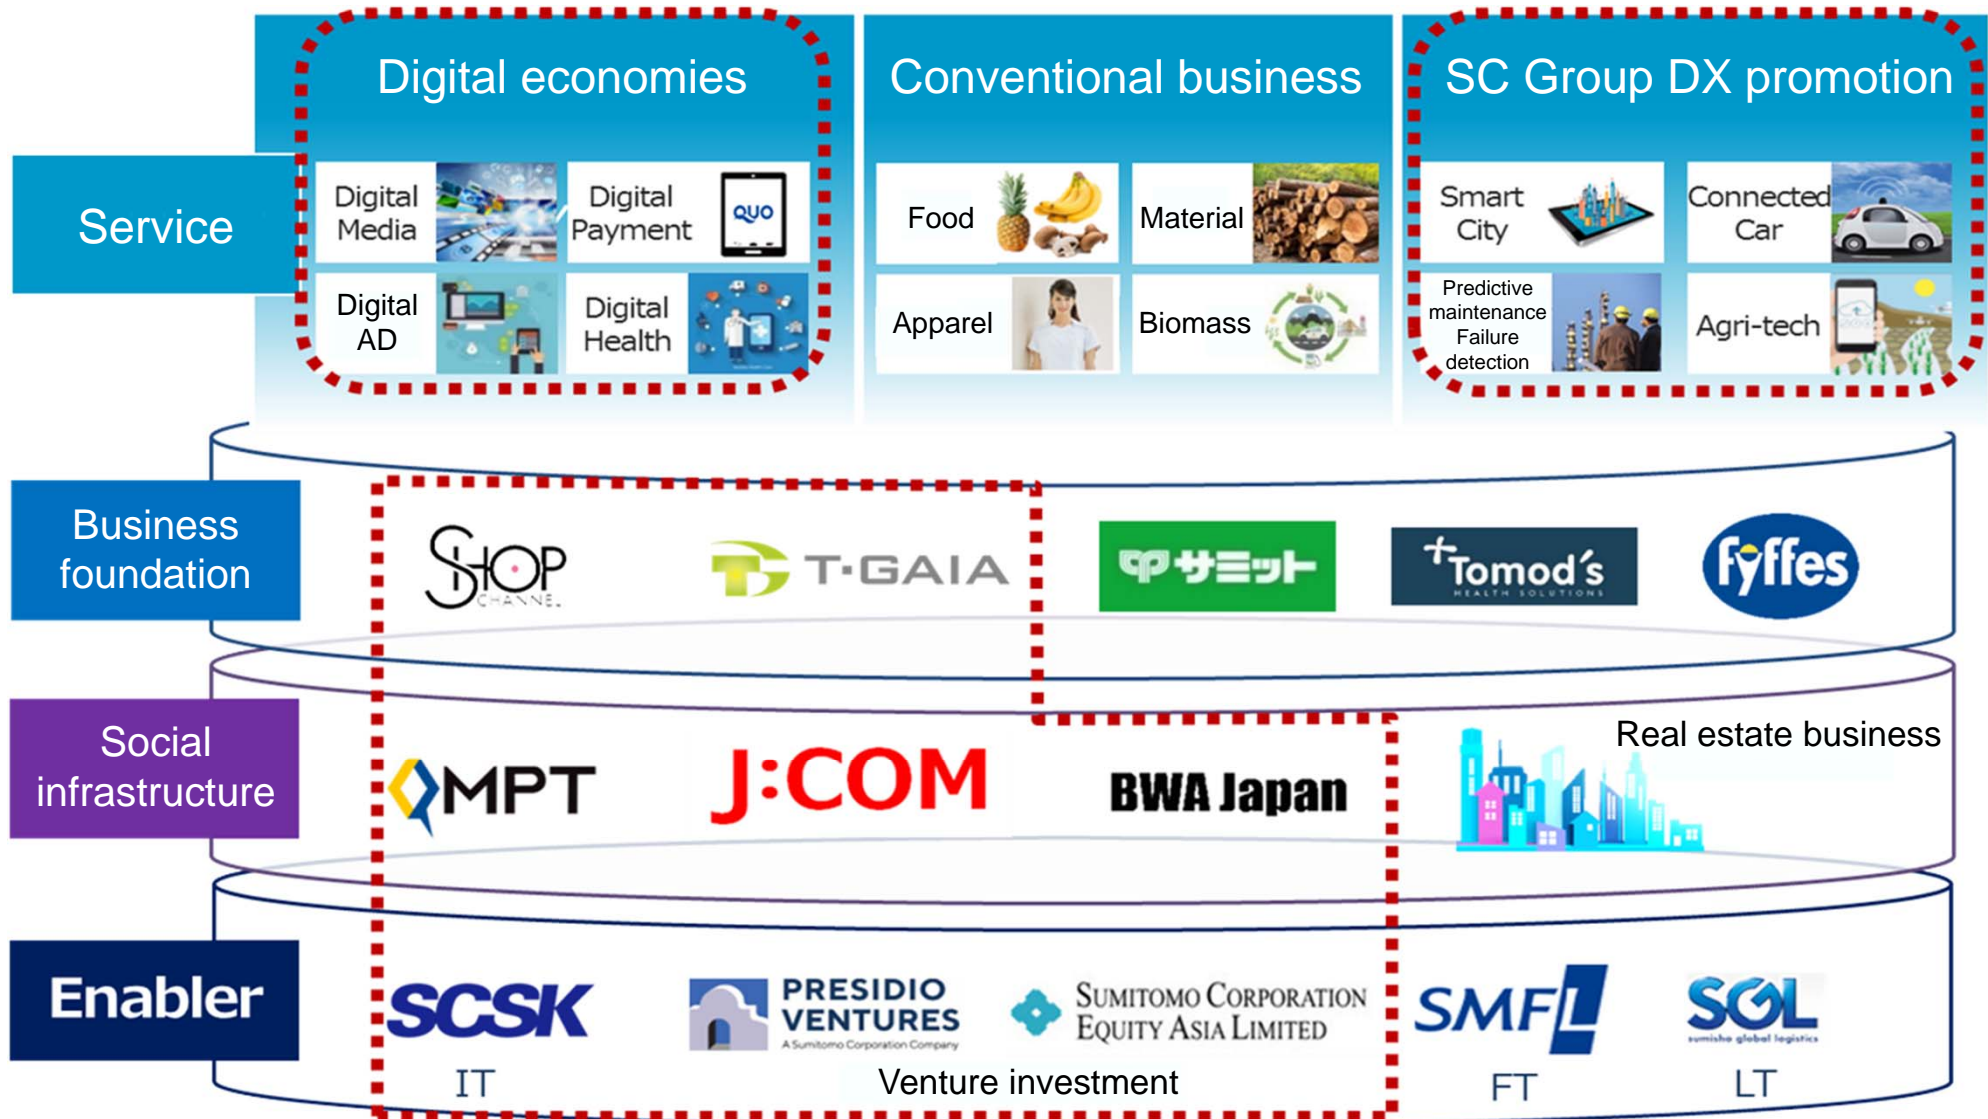 Digital economies
Conventional business
SC Group DX promotion
Service
Digital
Media
Digital
Payment
QUO
Food
Material
Smart
City
Connected
Car
Digital
AD
Digital
Health
Apparel
Biomass
Predictive
maintenance
Failure
detection
Agri-tech
Business
foundation
SHOP
CHANNEL
T·GAIA
サミット
Tomod's
HEALTH SOLUTIONS
fyffes
Social
infrastructure
MPT
J:COM
BWA Japan
Real estate business
Enabler
SCSK
PRESIDIO
VENTURES
A Sumitomo Corporation Company
SUMITOMO CORPORATION
EQUITY ASIA LIMITED
SMFL
SGL
sumisho global logistics
IT
Venture investment
FT
LT